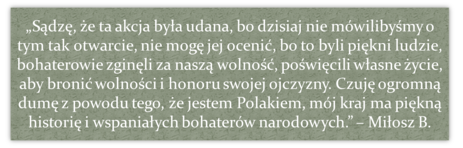 „Sądzę, że ta akcja była udana, bo dzisiaj nie mówilibyśmy o
tym tak otwarcie, nie mogę jej ocenić, bo to byli piękni ludzie,
bohaterowie zginęli za naszą wolność, poświęcili własne życie,
aby bronić wolności i honoru swojej ojczyzny. Czuję ogromną
dumę z powodu tego, że jestem Polakiem, mój kraj ma piękną
historię i wspaniałych bohaterów narodowych.” – Miłosz B.